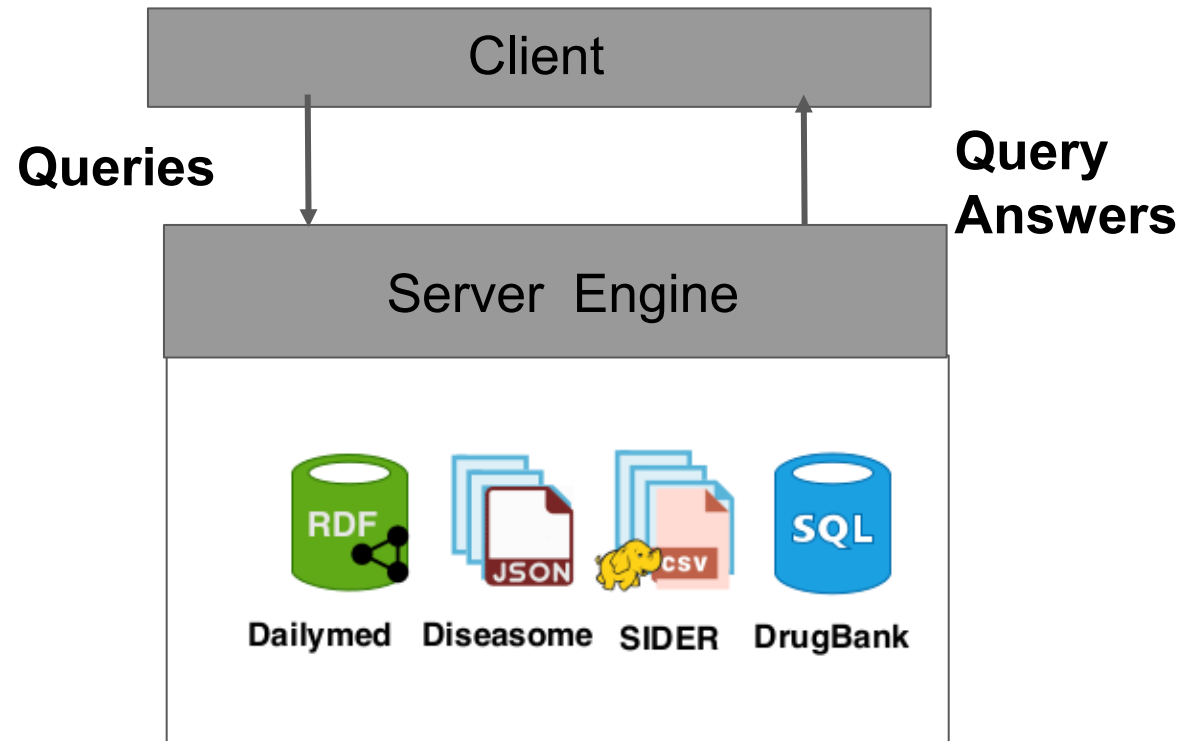 Client
Queries
Query
Answers
Server Engine
RDF
JSON
csv
SQL
Dailymed
Diseasome
SIDER
DrugBank